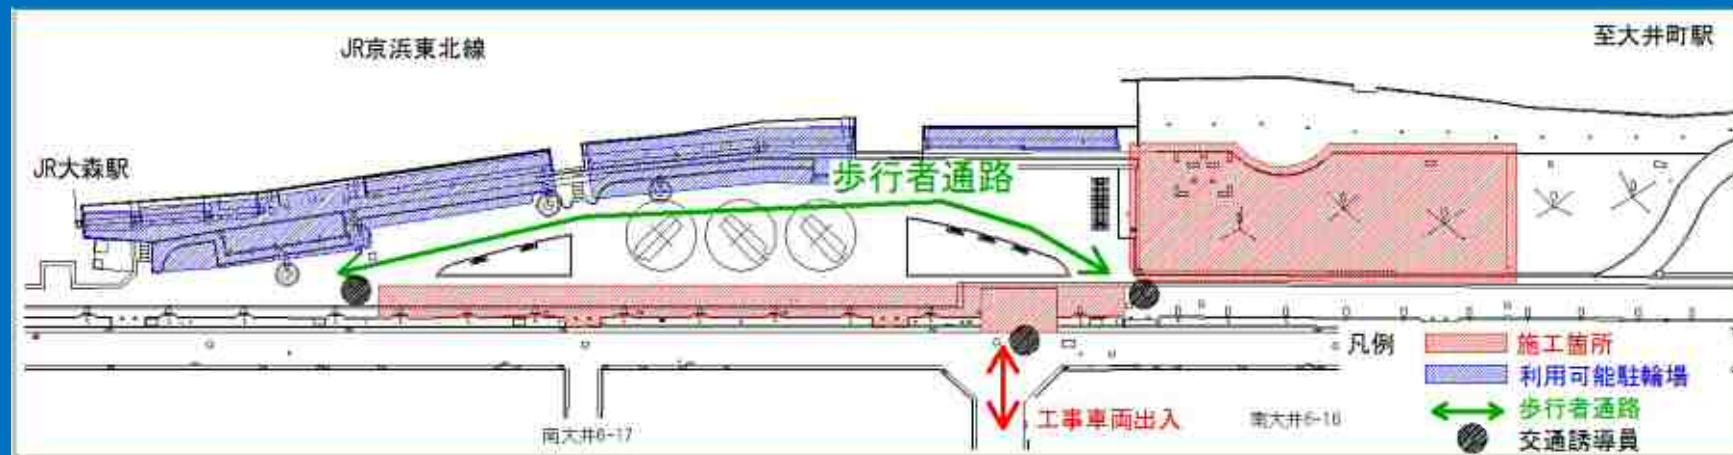 JR京浜東北線
至大井町駅
JR大森駅
歩行者通路
凡例
施工箇所
利用可能駐輪場
歩行者通路
交通誘導員
工事車両出入
南大井6-17
南大井6-16